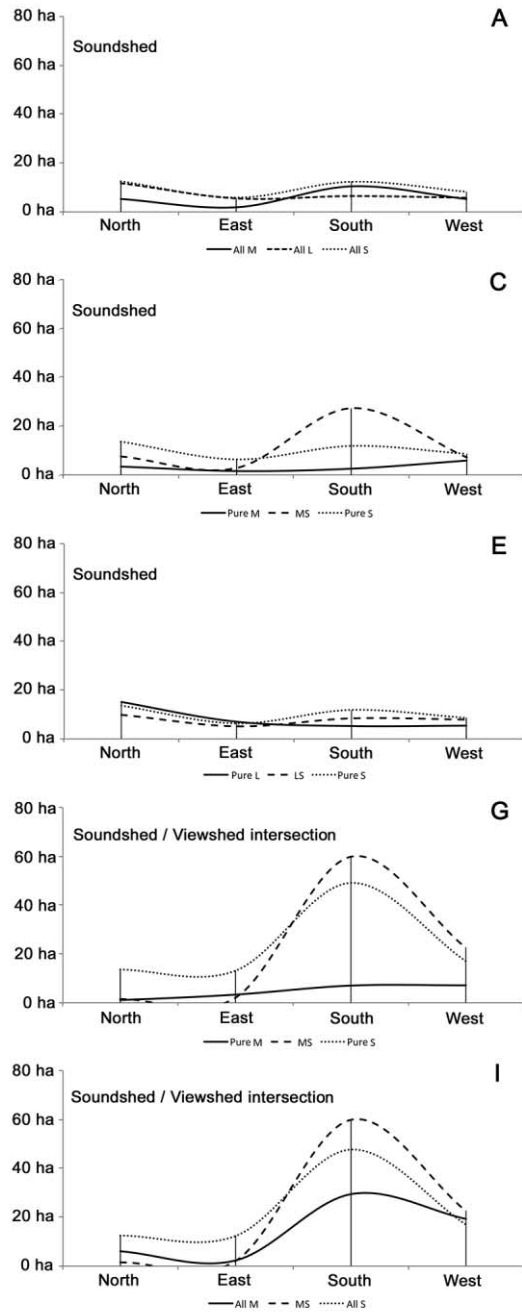 A
80 ha
Soundshed
60 ha
40 ha
20 ha
0 ha
North East South West
All M All L All S
C
80 ha
Soundshed
60 ha
40 ha
20 ha
0 ha
North East South West
Pure M MS Pure S
E
80 ha
Soundshed
60 ha
40 ha
20 ha
0 ha
North East South West
Pure L LS Pure S
80 ha
G
Soundshed / Viewshed intersection
60 ha
40 ha
20 ha
0 ha
North East South West
Pure M MS Pure S
80 ha
I
Soundshed / Viewshed intersection
60 ha
40 ha
20 ha
0 ha
North East South West
All M MS All S